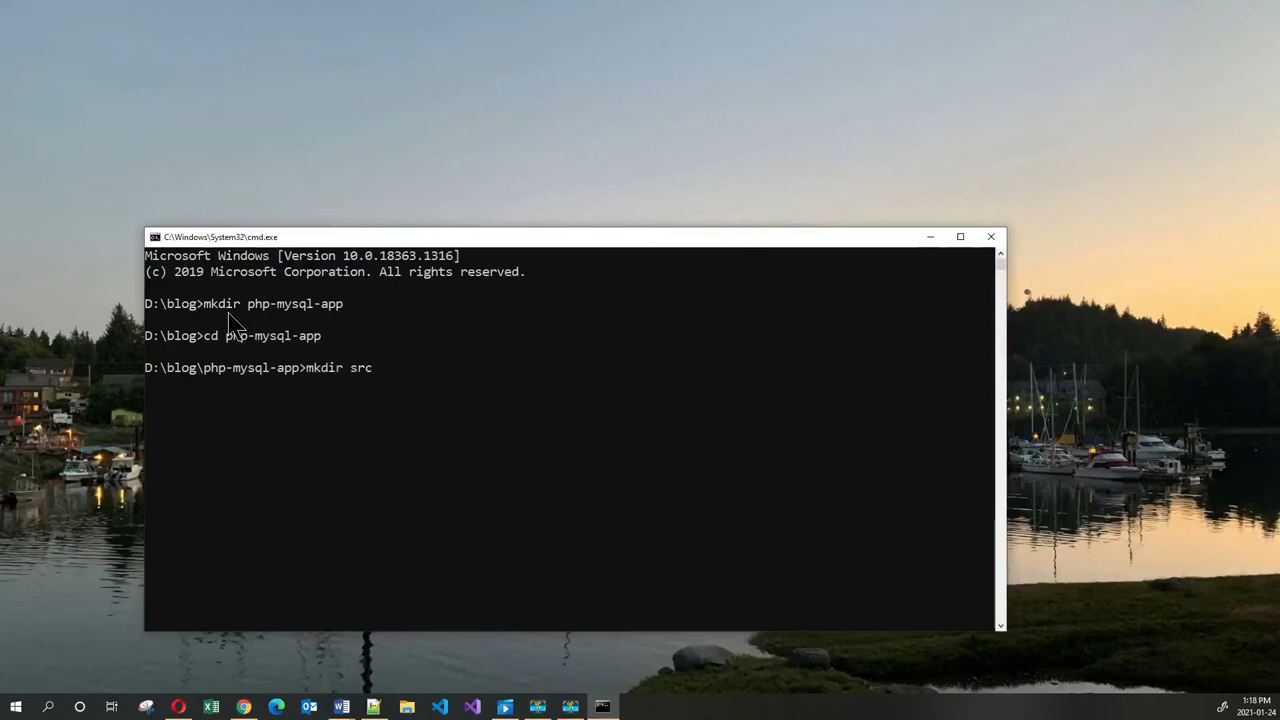 C:\Windows\System32\cmd.exe
Microsoft Windows [Version 10.0.18363.1316]
(c) 2019 Microsoft Corporation. All rights reserved.
D:\blog>mkdir php-mysql-app
D:\blog>cd php-mysql-app
D:\blog\php-mysql-app>mkdir src
1:18 PM
2021-01-24